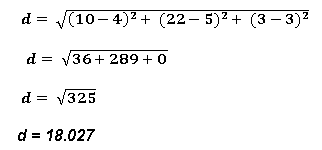 d = √(10 − 4)² + (22 − 5)² + (3 − 3)²
d = √36 + 289 + 0
d = √325
d = 18.027